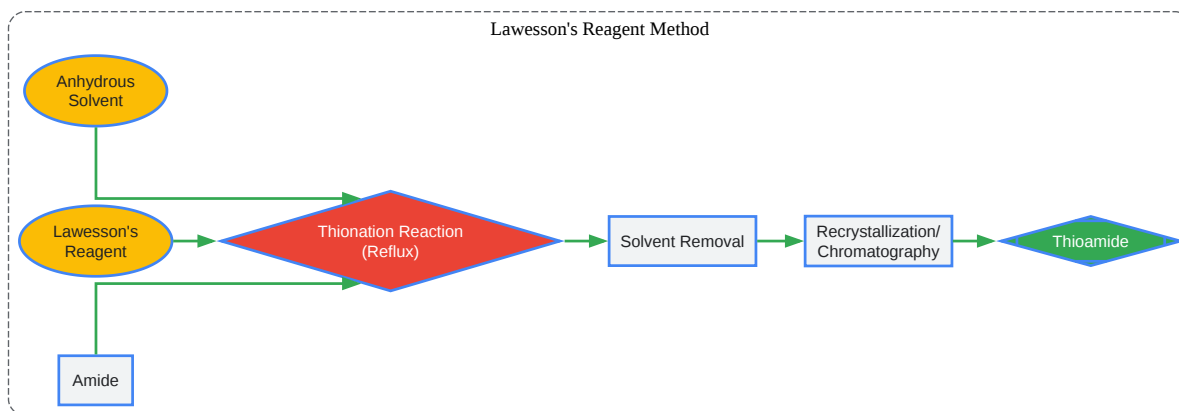 Lawesson's Reagent Method
Anhydrous
Solvent
Lawesson's
Reagent
Thionation Reaction
(Reflux)
Solvent Removal
Recrystallization/
Chromatography
Thioamide
Amide